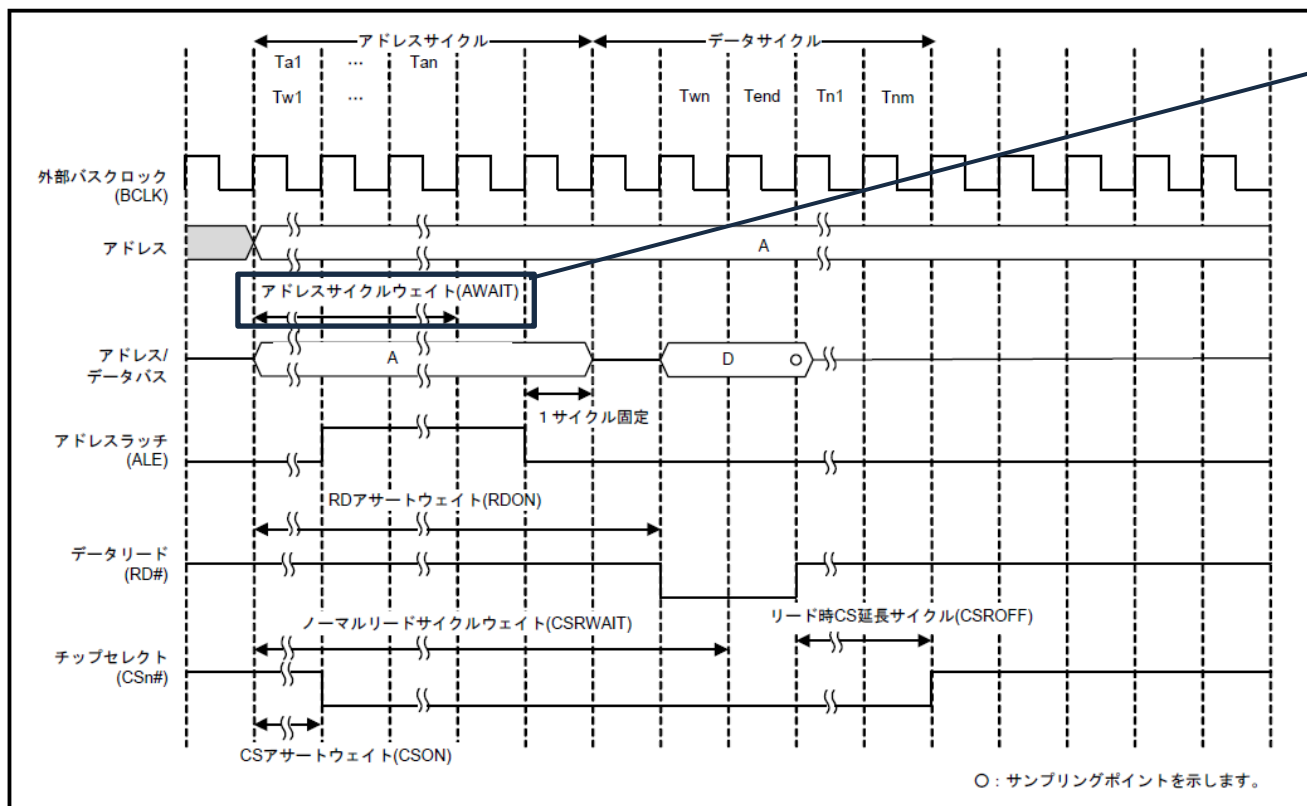 アドレスサイクル
データサイクル
Ta1 … Tan
Tw1 …
Twn Tend Tn1 Tnm
外部バスクロック
(BCLK)
アドレス
A
アドレスサイクルウェイト(AWAIT)
アドレス/
データバス
A
D
1サイクル固定
アドレスラッチ
(ALE)
RDアサートウェイト(RDON)
データリード
(RD#)
ノーマルリードサイクルウェイト(CSRWAIT)
リード時CS延長サイクル(CSROFF)
チップセレクト
(CSn#)
CSアサートウェイト(CSON)
○:サンプリングポイントを示します。